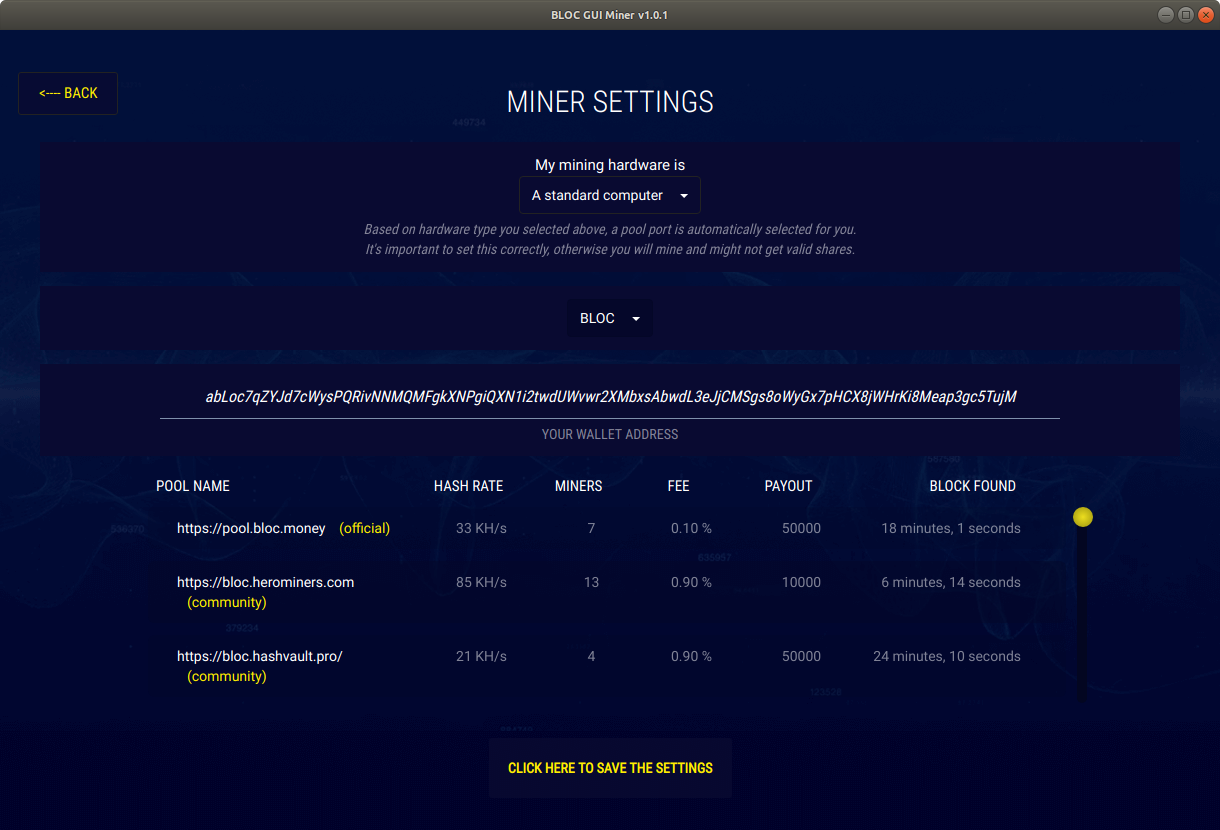 BLOC GUI Miner v1.0.1
<---- BACK
MINER SETTINGS
449734
My mining hardware is
A standard computer
Based on hardware type you selected above, a pool port is automatically selected for you.
It's important to set this correctly, otherwise you will mine and might not get valid shares.
BLOC
abLoc7qZYJd7cWysPQRivNNMQMFgkXNPgiQXN1i2twdUWvwr2XMbxsAbwdL3eJjCMSgs8oWyGx7pHCX8jWHrKi8Meap3gc5TujM
YOUR WALLET ADDRESS
POOL NAME HASH RATE MINERS FEE PAYOUT BLOCK FOUND
https://pool.bloc.money (official) 33 KH/s 7 0.10 % 50000 18 minutes, 1 seconds
536370
635957
https://bloc.herominers.com 85 KH/s 13 0.90 % 10000 6 minutes, 14 seconds
(community)
379234
https://bloc.hashvault.pro/ 21 KH/s 4 0.90 % 50000 24 minutes, 10 seconds
(community)
123528
CLICK HERE TO SAVE THE SETTINGS